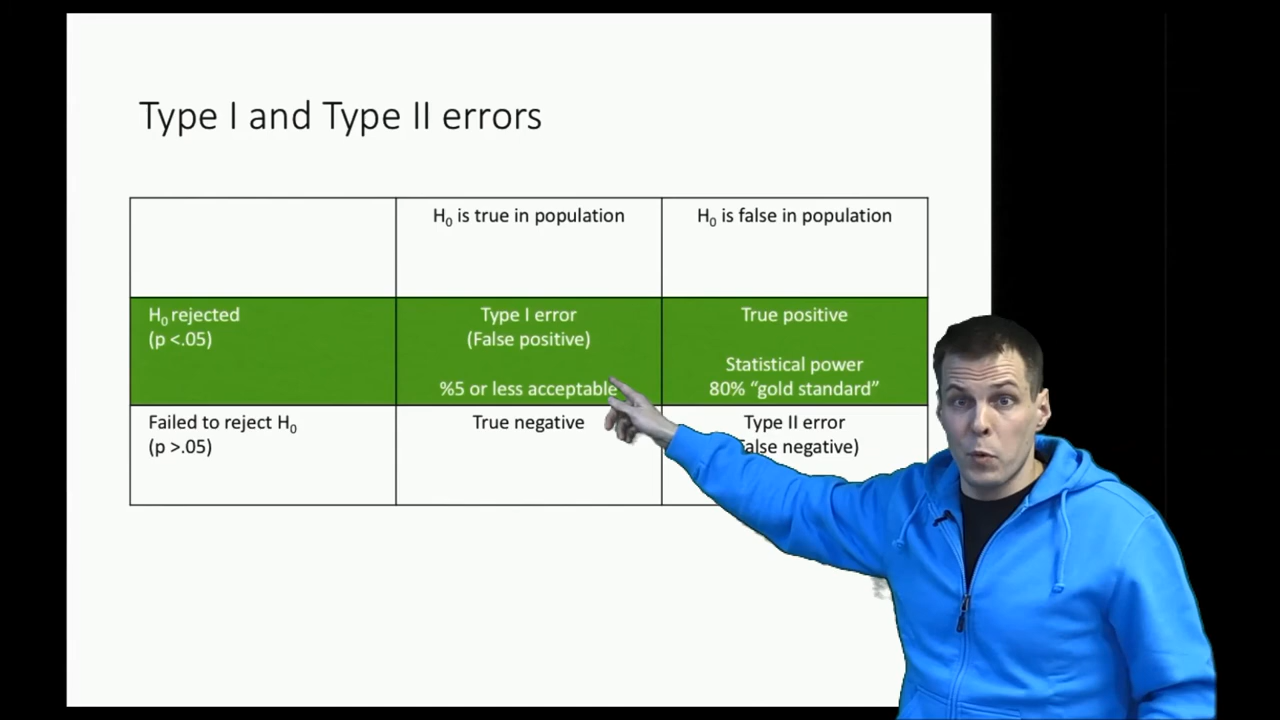 Type I and Type II errors
H₀ is true in population
H₀ is false in population
H₀ rejected
(p <.05)
Type I error
(False positive)
%5 or less acceptable
True positive
Statistical power
80% “gold standard”
Failed to reject H₀
(p >.05)
True negative
Type II error
negative)